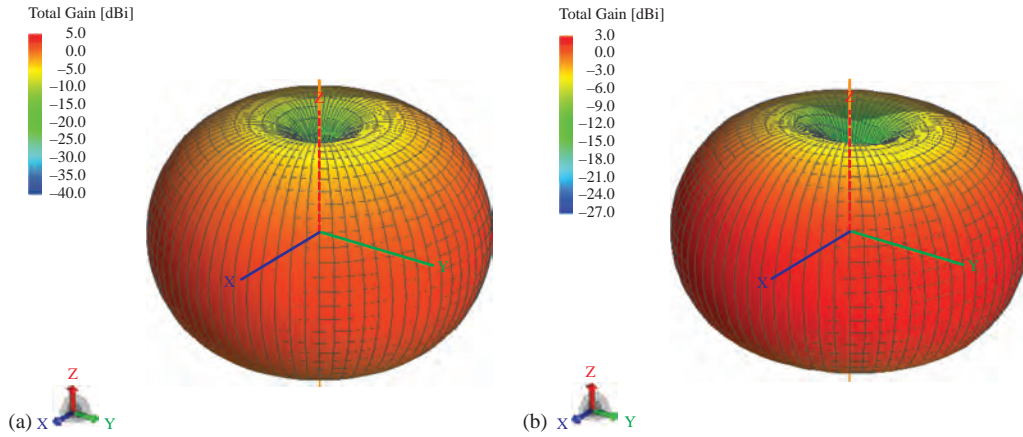 Total Gain [dBi]
5.0
0.0
–5.0
–10.0
–15.0
–20.0
–25.0
–30.0
–35.0
–40.0
Z
X
Y
Z
X
Y
(a)
Total Gain [dBi]
3.0
0.0
–3.0
–6.0
–9.0
–12.0
–15.0
–18.0
–21.0
–24.0
–27.0
Z
X
Y
Z
X
Y
(b)